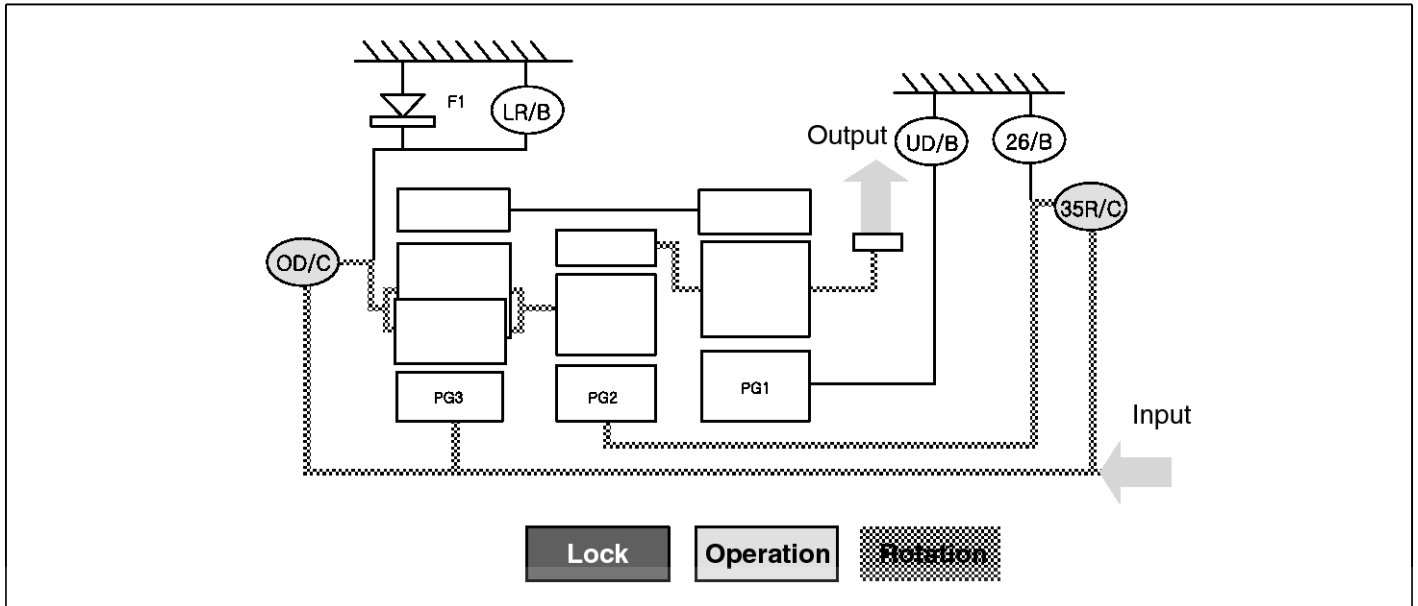 F1
LR/B
Output
UD/B
26/B
35R/C
OD/C
PG3
PG2
PG1
Input
Lock
Operation
Rotation